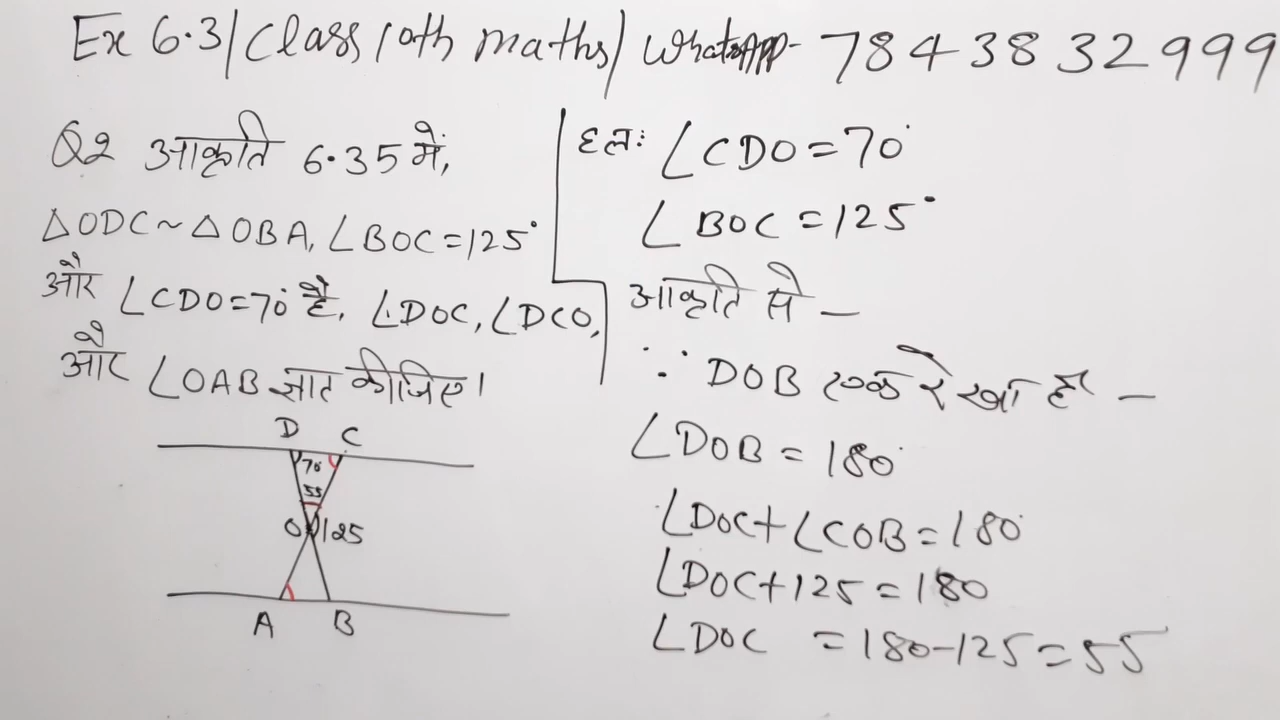 Ex 6.3/Class 10th maths/ WhatsApp- 7843832999
Q2 आकृति 6.35 में,
△ODC ~ △OBA, ∠BOC=125°
और ∠CDO=70° है, ∠DOC, ∠DCO,
और ∠OAB ज्ञात कीजिए।
D C
70
55
O 125
A B
हल: ∠CDO=70°
∠BOC=125°
आकृति से —
∵ DOB एक रेखा है —
∠DOB = 180°
∠DOC+∠COB=180°
∠DOC+125=180
∠DOC =180-125=55